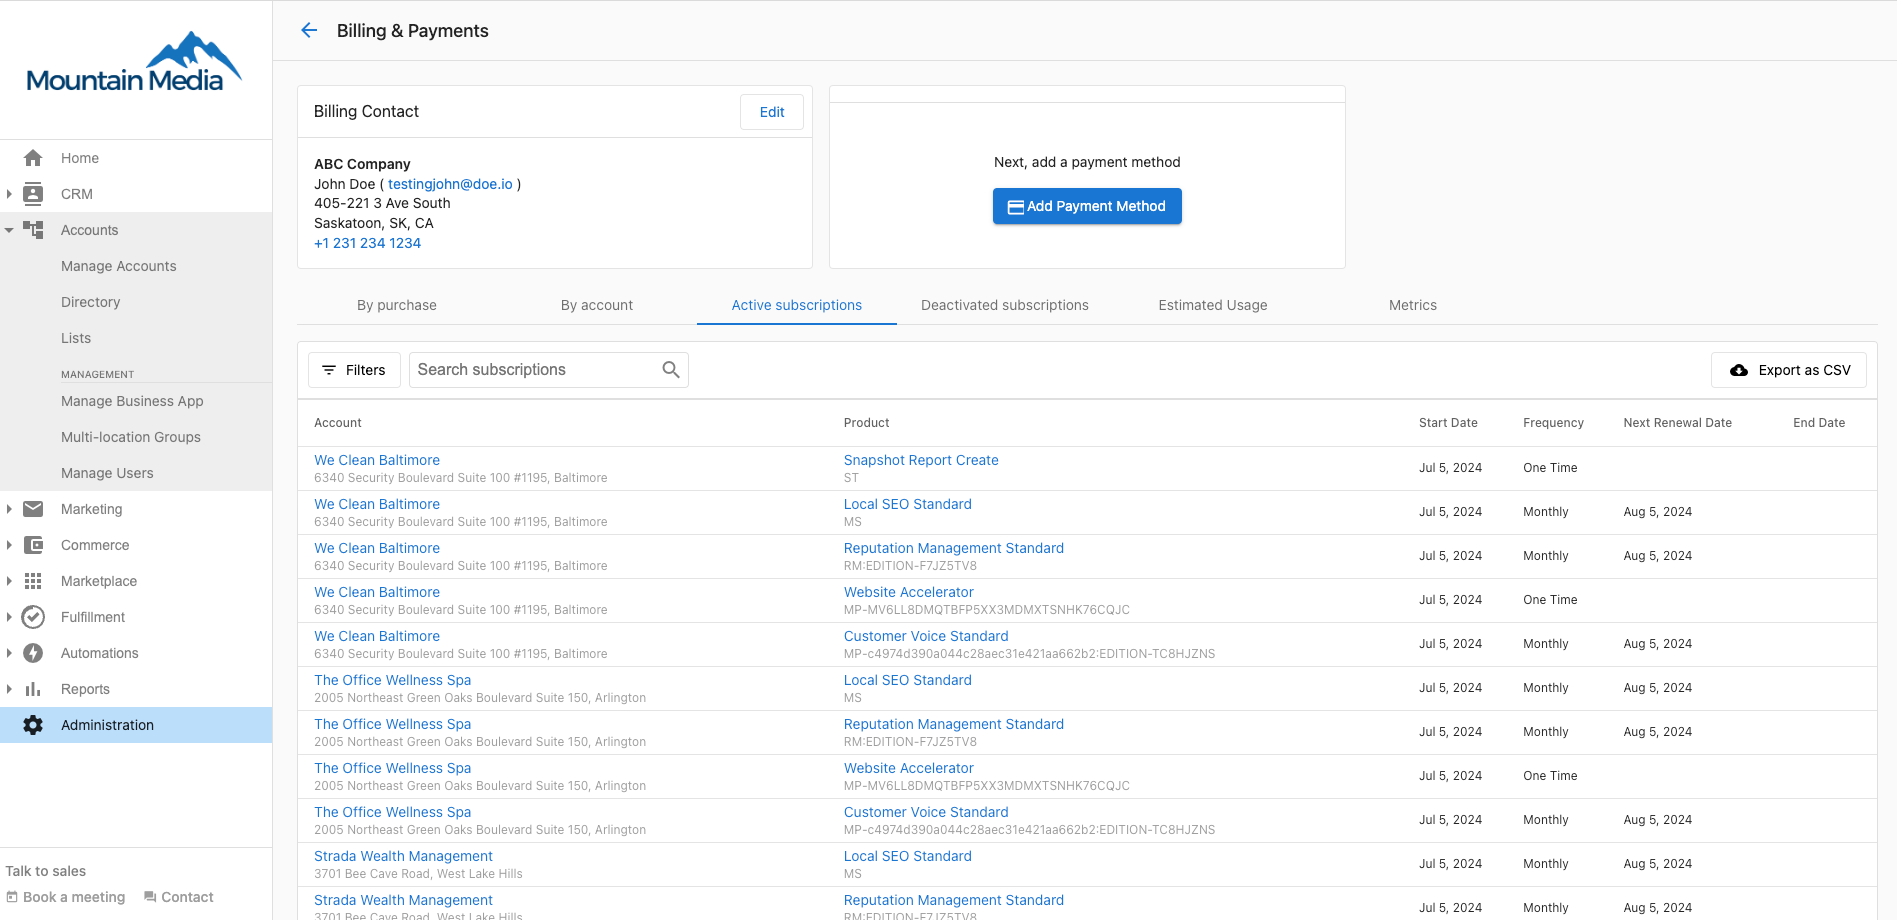 Mountain Media
Home
CRM
Accounts
Manage Accounts
Directory
Lists
MANAGEMENT
Manage Business App
Multi-location Groups
Manage Users
Marketing
Commerce
Marketplace
Fulfillment
Automations
Reports
Administration
Talk to sales
Book a meeting Contact
Billing & Payments
Billing Contact Edit
ABC Company
John Doe ( testingjohn@doe.io )
405-221 3 Ave South
Saskatoon, SK, CA
+1 231 234 1234
Next, add a payment method
Add Payment Method
By purchase By account Active subscriptions Deactivated subscriptions Estimated Usage Metrics
Filters Search subscriptions Export as CSV
Account Product Start Date Frequency Next Renewal Date End Date
We Clean Baltimore Snapshot Report Create
6340 Security Boulevard Suite 100 #1195, Baltimore ST Jul 5, 2024 One Time
We Clean Baltimore Local SEO Standard
6340 Security Boulevard Suite 100 #1195, Baltimore MS Jul 5, 2024 Monthly Aug 5, 2024
We Clean Baltimore Reputation Management Standard
6340 Security Boulevard Suite 100 #1195, Baltimore RM:EDITION-F7JZ5TV8 Jul 5, 2024 Monthly Aug 5, 2024
We Clean Baltimore Website Accelerator
6340 Security Boulevard Suite 100 #1195, Baltimore MP-MV6LL8DMQTBFP5XX3MDMXTSNHK76CQJC Jul 5, 2024 One Time
We Clean Baltimore Customer Voice Standard
6340 Security Boulevard Suite 100 #1195, Baltimore MP-c4974d390a044c28aec31e421aa662b2:EDITION-TC8HJZNS Jul 5, 2024 Monthly Aug 5, 2024
The Office Wellness Spa Local SEO Standard
2005 Northeast Green Oaks Boulevard Suite 150, Arlington MS Jul 5, 2024 Monthly Aug 5, 2024
The Office Wellness Spa Reputation Management Standard
2005 Northeast Green Oaks Boulevard Suite 150, Arlington RM:EDITION-F7JZ5TV8 Jul 5, 2024 Monthly Aug 5, 2024
The Office Wellness Spa Website Accelerator
2005 Northeast Green Oaks Boulevard Suite 150, Arlington MP-MV6LL8DMQTBFP5XX3MDMXTSNHK76CQJC Jul 5, 2024 One Time
The Office Wellness Spa Customer Voice Standard
2005 Northeast Green Oaks Boulevard Suite 150, Arlington MP-c4974d390a044c28aec31e421aa662b2:EDITION-TC8HJZNS Jul 5, 2024 Monthly Aug 5, 2024
Strada Wealth Management Local SEO Standard
3701 Bee Cave Road, West Lake Hills MS Jul 5, 2024 Monthly Aug 5, 2024
Strada Wealth Management Reputation Management Standard
3701 Bee Cave Road, West Lake Hills RM:EDITION-F7JZ5TV8 Jul 5, 2024 Monthly Aug 5, 2024